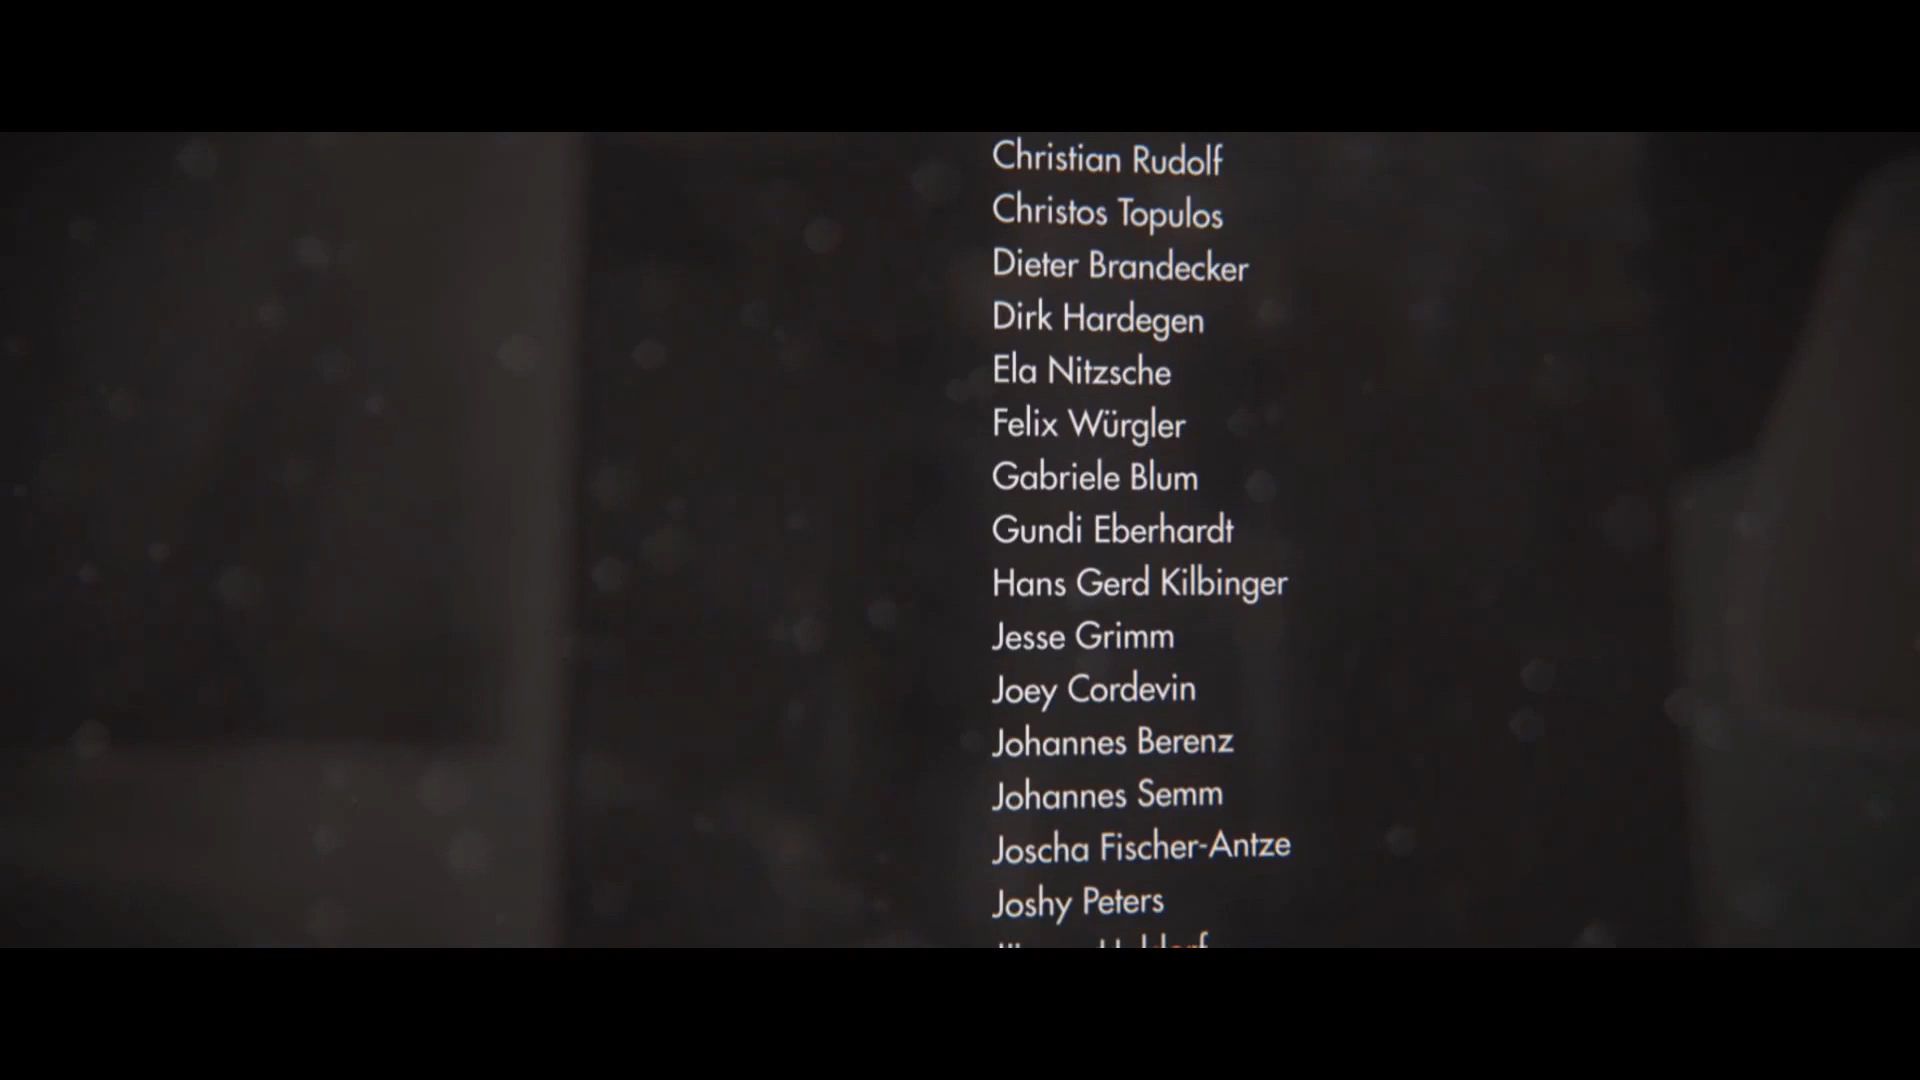 Christian Rudolf
Christos Topulos
Dieter Brandecker
Dirk Hardegen
Ela Nitzsche
Felix Würgler
Gabriele Blum
Gundi Eberhardt
Hans Gerd Kilbinger
Jesse Grimm
Joey Cordevin
Johannes Berenz
Johannes Semm
Joscha Fischer-Antze
Joshy Peters